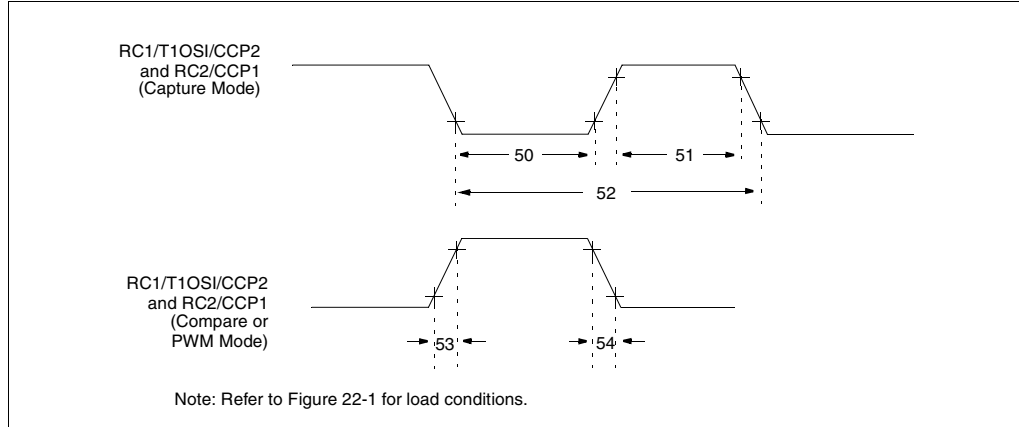 RC1/T1OSI/CCP2
and RC2/CCP1
(Capture Mode)
50
51
52
RC1/T1OSI/CCP2
and RC2/CCP1
(Compare or
PWM Mode)
53
54
Note: Refer to Figure 22-1 for load conditions.